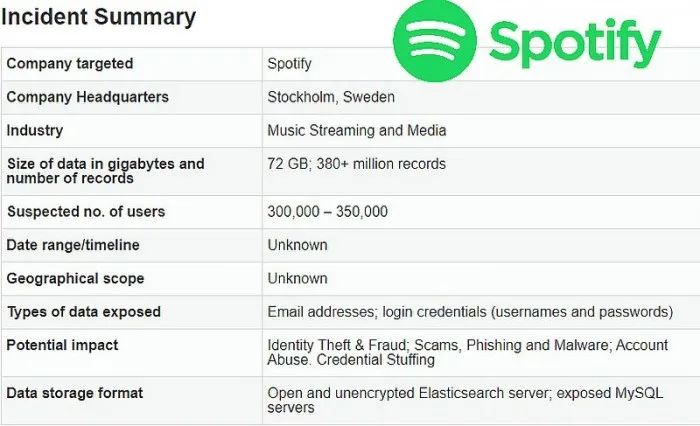 Incident Summary
Spotify
Company targeted
Spotify
Company Headquarters
Stockholm, Sweden
Industry
Music Streaming and Media
Size of data in gigabytes and
number of records
72 GB; 380+ million records
Suspected no. of users
300,000 – 350,000
Date range/timeline
Unknown
Geographical scope
Unknown
Types of data exposed
Email addresses; login credentials (usernames and passwords)
Potential impact
Identity Theft & Fraud; Scams, Phishing and Malware; Account
Abuse. Credential Stuffing
Data storage format
Open and unencrypted Elasticsearch server; exposed MySQL
servers